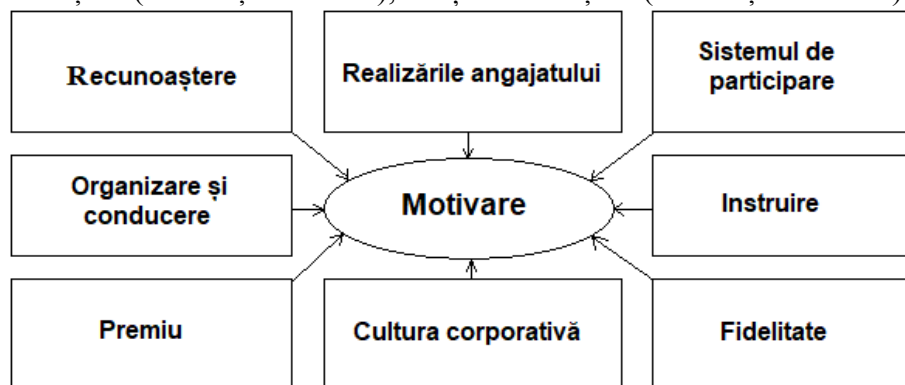 Recunoaștere
Realizările angajatului
Sistemul de
participare
Organizare și
conducere
Motivare
Instruire
Premiu
Cultura corporativă
Fidelitate